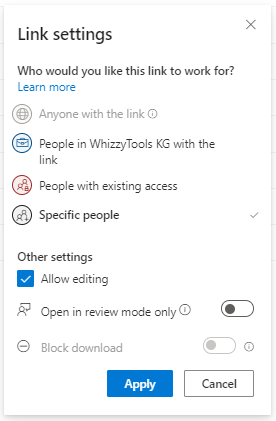 Link settings
Who would you like this link to work for?
Learn more
Anyone with the link
People in WhizzyTools KG with the
link
People with existing access
Specific people
Other settings
Allow editing
Open in review mode only
Block download
Apply
Cancel